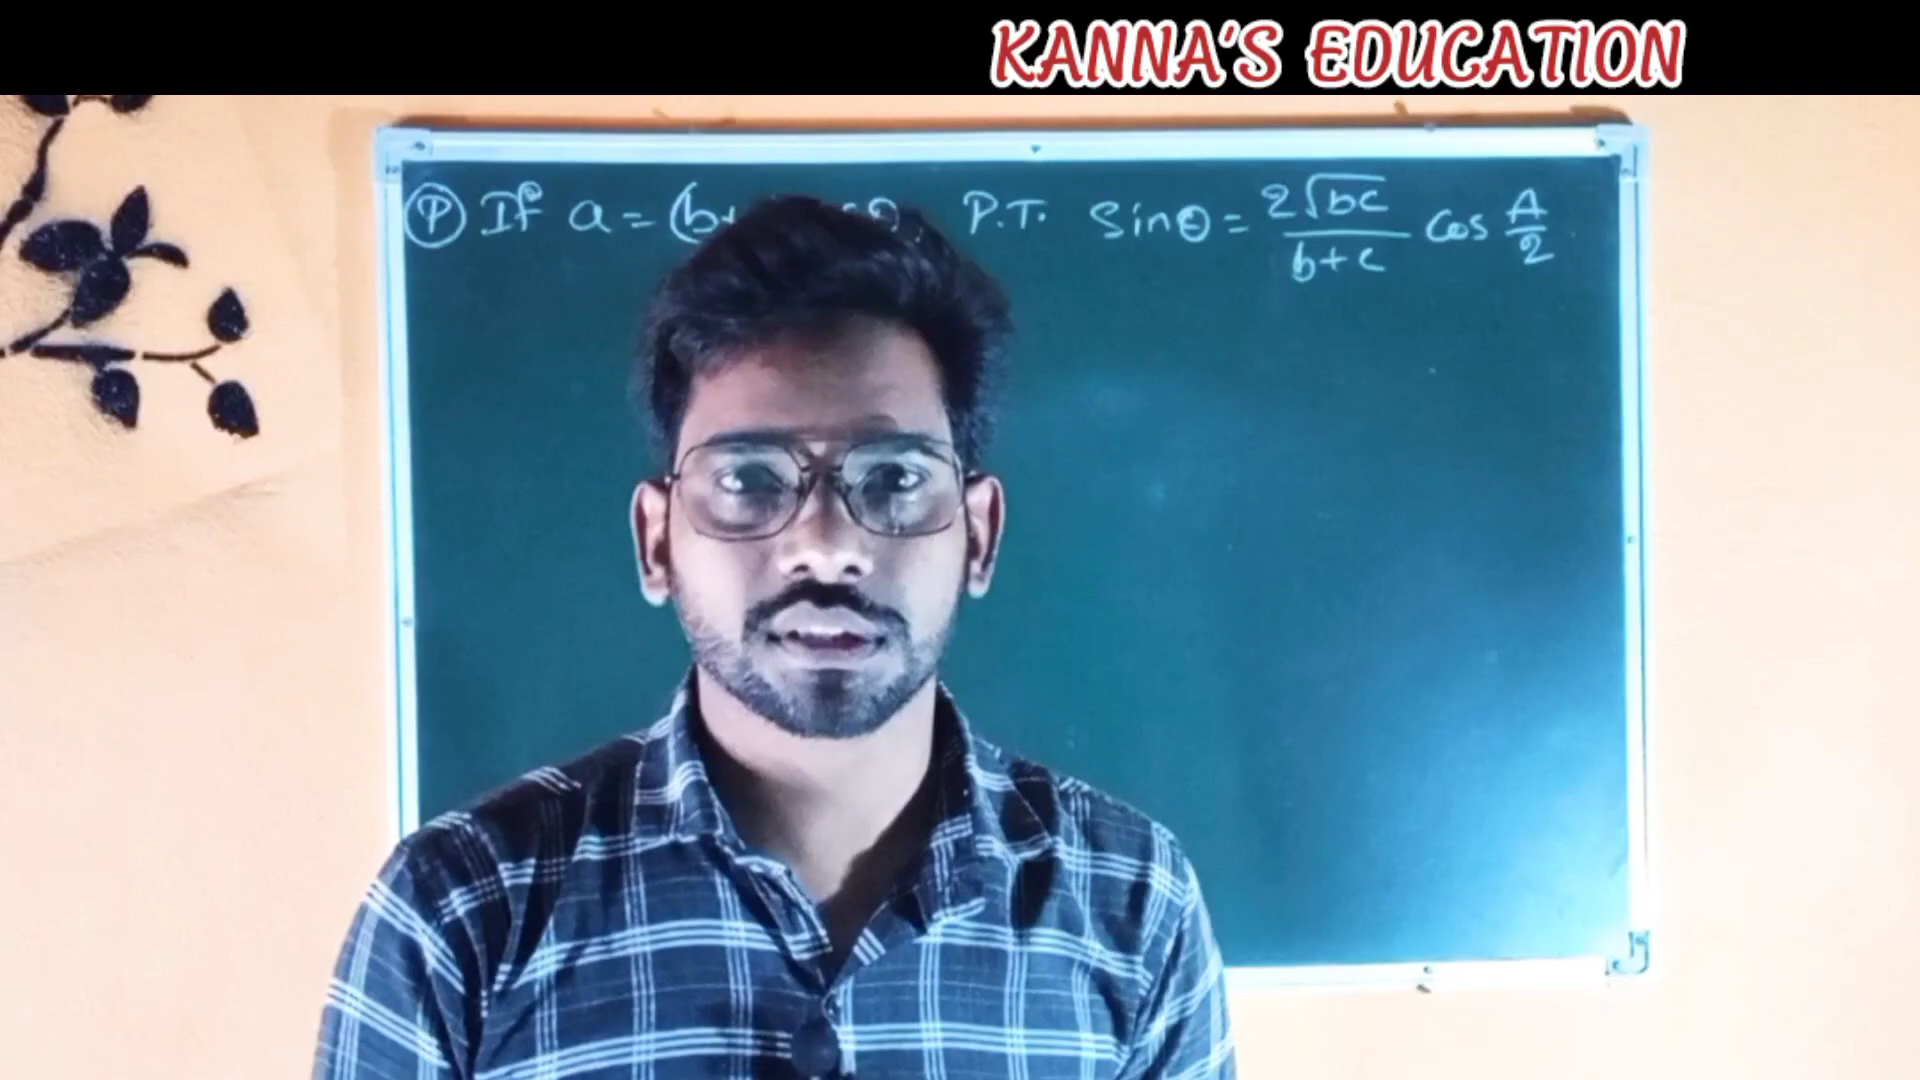 KANNA'S EDUCATION
(P) If a = (b+ P.T. Sinθ = 2√bc / b+c Cos A/2